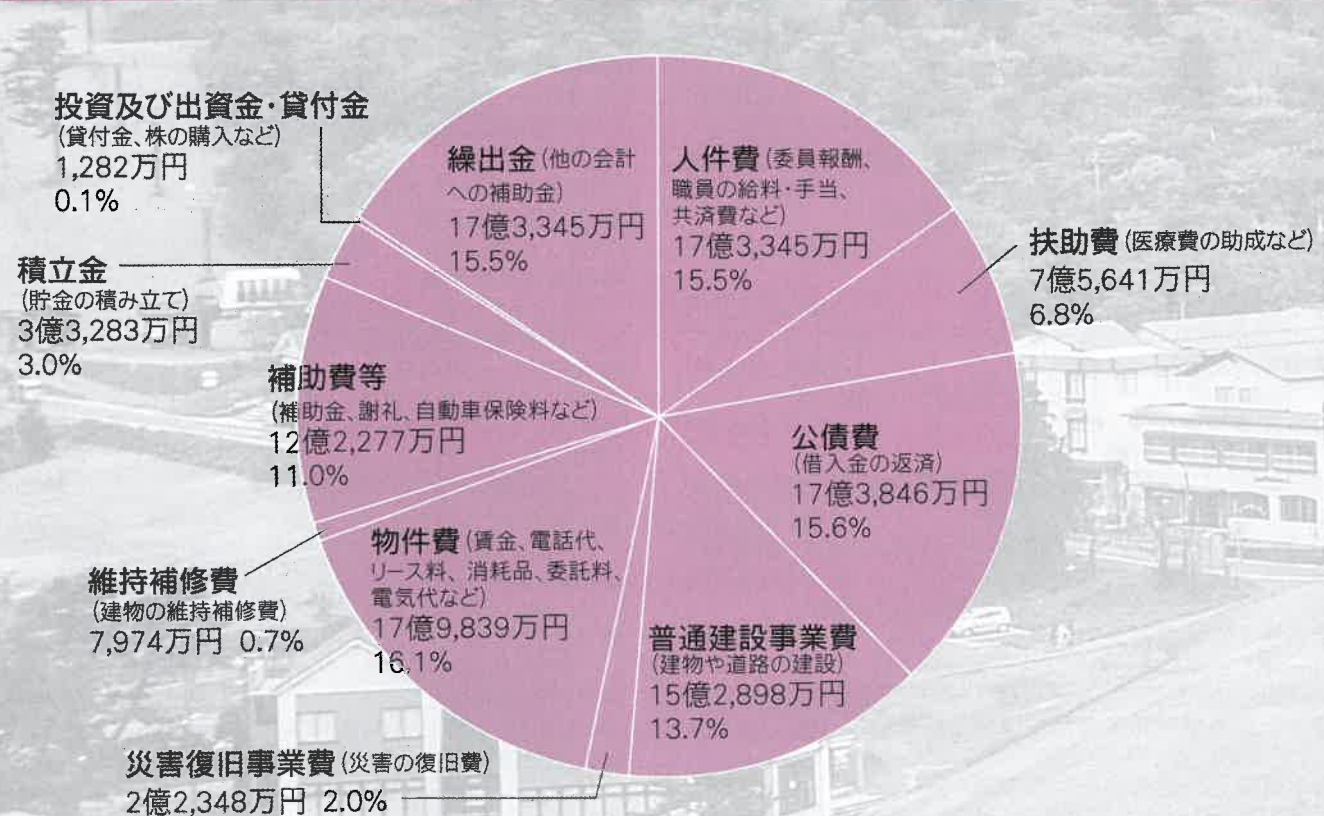 投資及び出資金・貸付金
(貸付金、株の購入など)
1,282万円
0.1%
繰出金(他の会計
への補助金)
17億3,345万円
15.5%
人件費(委員報酬、
職員の給料・手当、
共済費など)
17億3,345万円
15.5%
扶助費(医療費の助成など)
7億5,641万円
6.8%
積立金
(貯金の積み立て)
3億3,283万円
3.0%
補助費等
(補助金、謝礼、自動車保険料など)
12億2,277万円
11.0%
公債費
(借入金の返済)
17億3,846万円
15.6%
維持補修費
(建物の維持補修費)
7,974万円 0.7%
物件費(賃金、電話代、
リース料、消耗品、委託料、
電気代など)
17億9,839万円
16.1%
普通建設事業費
(建物や道路の建設)
15億2,898万円
13.7%
災害復旧事業費(災害の復旧費)
2億2,348万円 2.0%